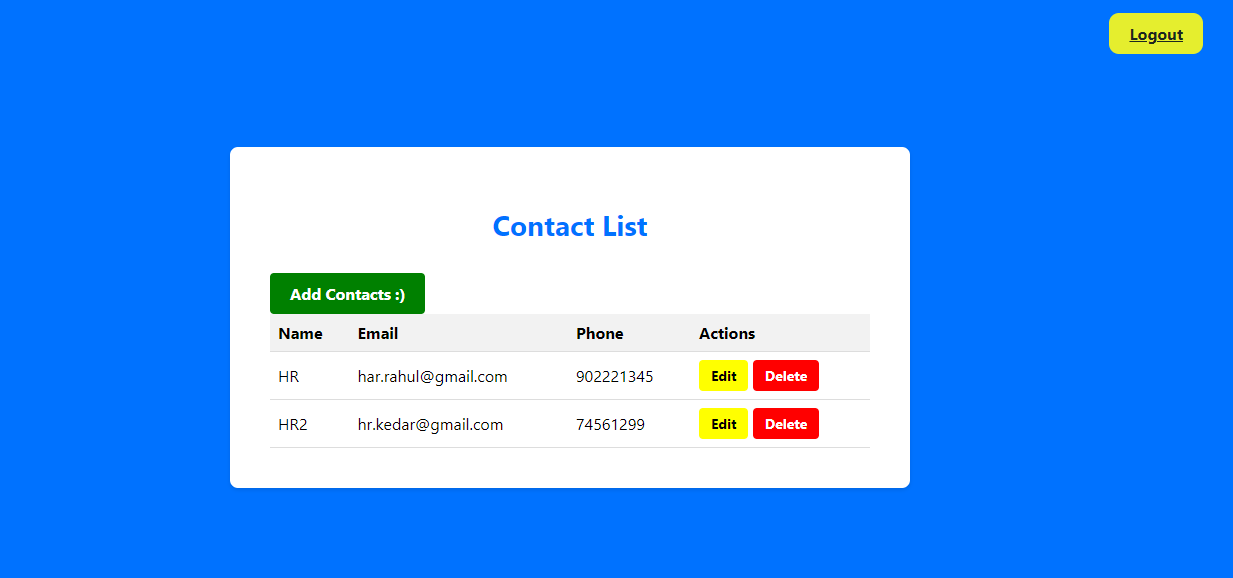 Logout
Contact List
Add Contacts :)
Name Email Phone Actions
HR har.rahul@gmail.com 902221345 Edit Delete
HR2 hr.kedar@gmail.com 74561299 Edit Delete